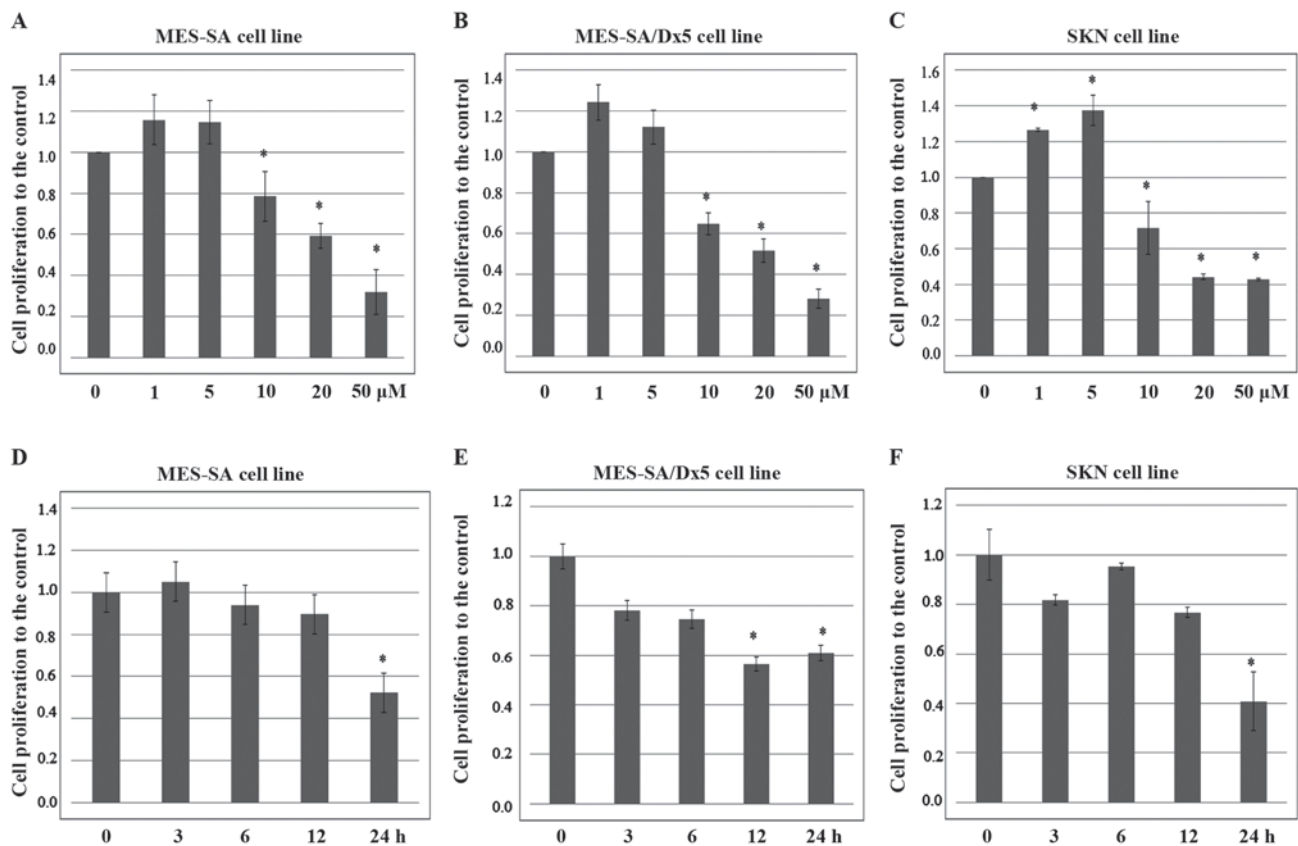 A
MES-SA cell line
Cell proliferation to the control
1.4
1.2
1.0
0.8
0.6
0.4
0.2
0.0
*
*
*
0 1 5 10 20 50 µM
B
MES-SA/Dx5 cell line
Cell proliferation to the control
1.4
1.2
1.0
0.8
0.6
0.4
0.2
0.0
*
*
*
0 1 5 10 20 50 µM
C
SKN cell line
Cell proliferation to the control
1.6
1.4
1.2
1.0
0.8
0.6
0.4
0.2
0.0
*
*
*
*
*
0 1 5 10 20 50 µM
D
MES-SA cell line
Cell proliferation to the control
1.4
1.2
1.0
0.8
0.6
0.4
0.2
0.0
*
0 3 6 12 24 h
E
MES-SA/Dx5 cell line
Cell proliferation to the control
1.2
1.0
0.8
0.6
0.4
0.2
0.0
*
*
0 3 6 12 24 h
F
SKN cell line
Cell proliferation to the control
1.2
1.0
0.8
0.6
0.4
0.2
0.0
*
0 3 6 12 24 h